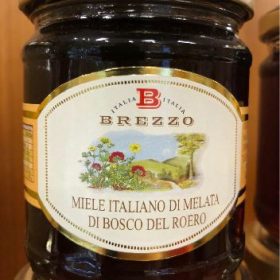 ITALIA B ITALIA
BREZZO
MIELE ITALIANO DI MELATA
DI BOSCO DEL ROERO